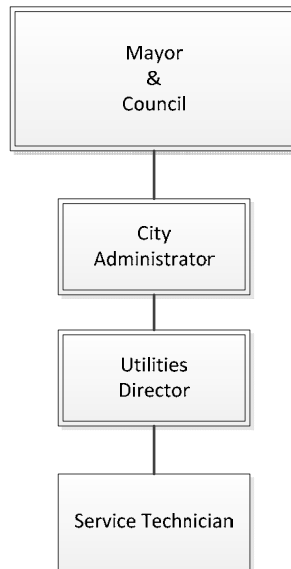 Mayor
&
Council
City
Administrator
Utilities
Director
Service Technician